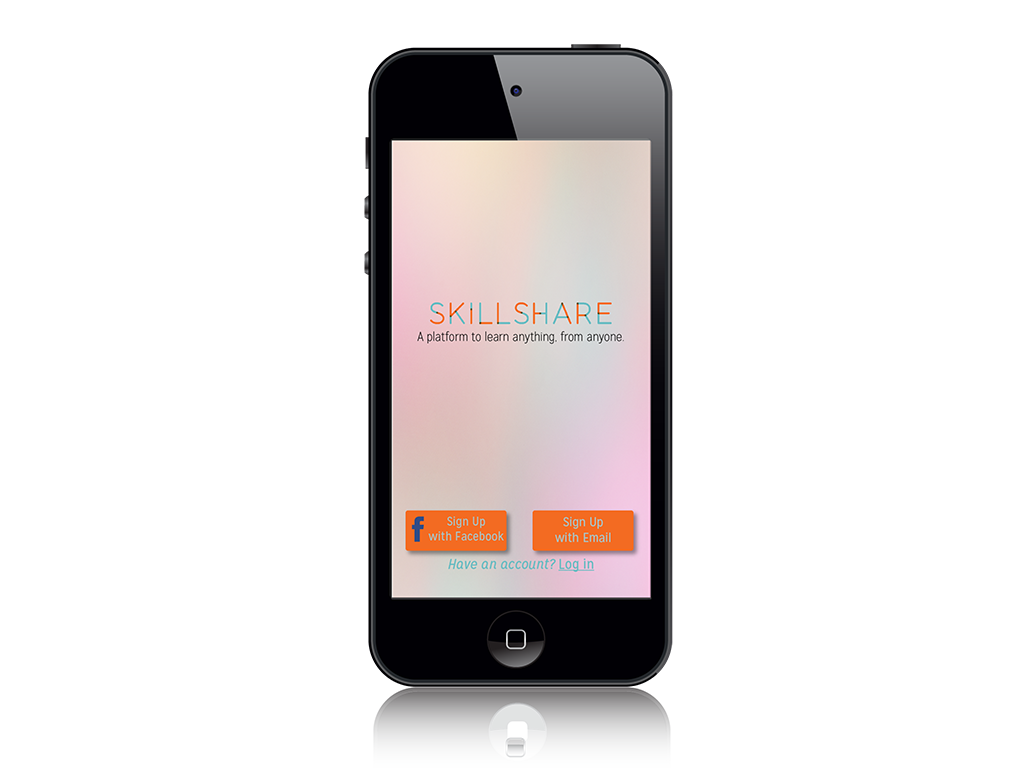 SKILLSHARE
A platform to learn anything, from anyone.
f Sign Up
with Facebook
Sign Up
with Email
Have an account? Log in